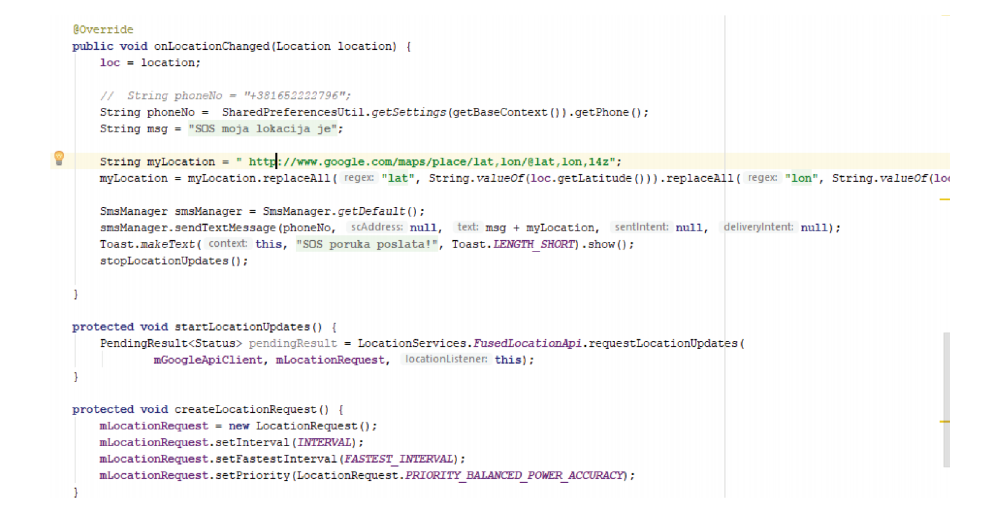 @Override
public void onLocationChanged(Location location) {
loc = location;
// String phoneNo = "+381652222796";
String phoneNo = SharedPreferencesUtil.getSettings(getBaseContext()).getPhone();
String msg = "SOS moja lokacija je";
String myLocation = " http://www.google.com/maps/place/lat,lon/@lat,lon,14z";
myLocation = myLocation.replaceAll( regex: "lat", String.valueOf(loc.getLatitude())).replaceAll( regex: "lon", String.valueOf(lo
SmsManager smsManager = SmsManager.getDefault();
smsManager.sendTextMessage(phoneNo, scAddress: null, text: msg + myLocation, sentIntent: null, deliveryIntent: null);
Toast.makeText( context: this, "SOS poruka poslata!", Toast.LENGTH_SHORT).show();
stopLocationUpdates();
}
protected void startLocationUpdates() {
PendingResult<Status> pendingResult = LocationServices.FusedLocationApi.requestLocationUpdates(
mGoogleApiClient, mLocationRequest, locationListener: this);
}
protected void createLocationRequest() {
mLocationRequest = new LocationRequest();
mLocationRequest.setInterval(INTERVAL);
mLocationRequest.setFastestInterval(FASTEST_INTERVAL);
mLocationRequest.setPriority(LocationRequest.PRIORITY_BALANCED_POWER_ACCURACY);
}